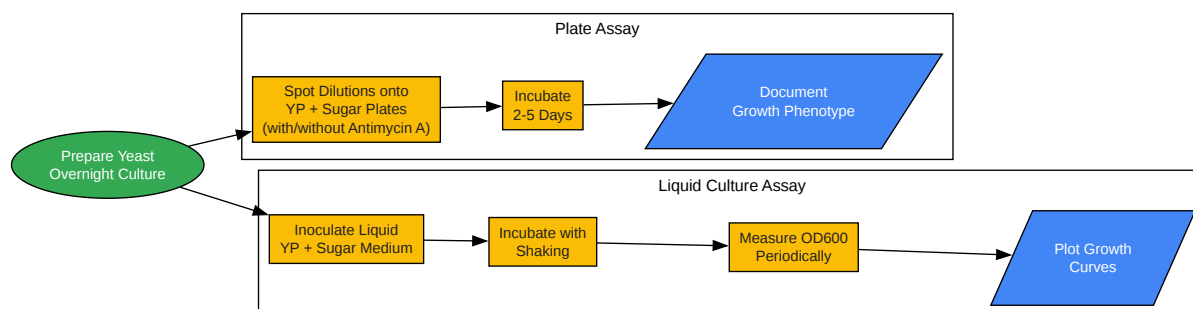 Plate Assay
Spot Dilutions onto
YP + Sugar Plates
(with/without Antimycin A)
Incubate
2-5 Days
Document
Growth Phenotype
Prepare Yeast
Overnight Culture
Liquid Culture Assay
Inoculate Liquid
YP + Sugar Medium
Incubate with
Shaking
Measure OD600
Periodically
Plot Growth
Curves